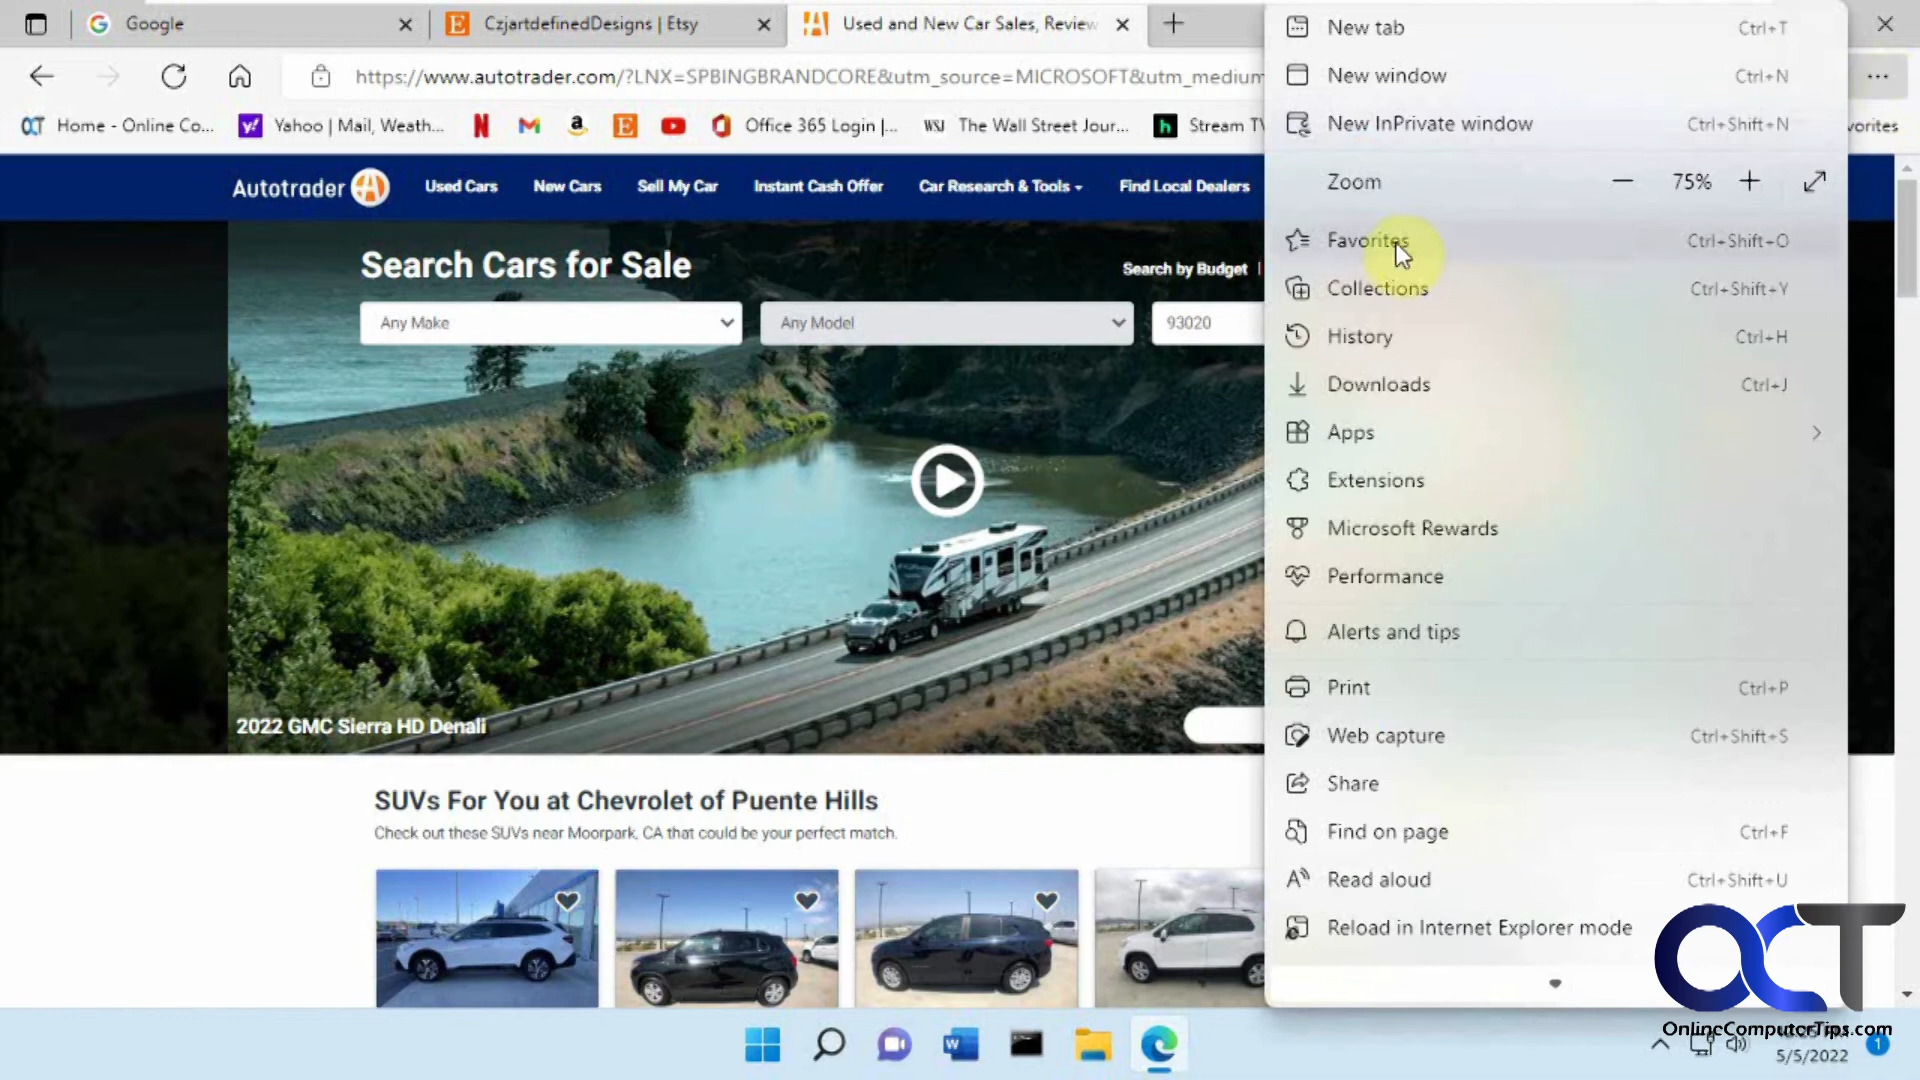 Google
CzjartdefinedDesigns | Etsy
Used and New Car Sales, Review
https://www.autotrader.com/?LNX=SPBINGBRANDCORE&utm_source=MICROSOFT&utm_medium
Home - Online Co...
Yahoo | Mail, Weath...
Office 365 Login |...
WSJ The Wall Street Jour...
Stream TV
vorites
Autotrader
Used Cars
New Cars
Sell My Car
Instant Cash Offer
Car Research & Tools
Find Local Dealers
Search Cars for Sale
Search by Budget |
Any Make
Any Model
93020
2022 GMC Sierra HD Denali
SUVs For You at Chevrolet of Puente Hills
Check out these SUVs near Moorpark, CA that could be your perfect match.
New tab Ctrl+T
New window Ctrl+N
New InPrivate window Ctrl+Shift+N
Zoom 75%
Favorites Ctrl+Shift+O
Collections Ctrl+Shift+Y
History Ctrl+H
Downloads Ctrl+J
Apps
Extensions
Microsoft Rewards
Performance
Alerts and tips
Print Ctrl+P
Web capture Ctrl+Shift+S
Share
Find on page Ctrl+F
Read aloud Ctrl+Shift+U
Reload in Internet Explorer mode
OCT
OnlineComputerTips.com
5/5/2022
1